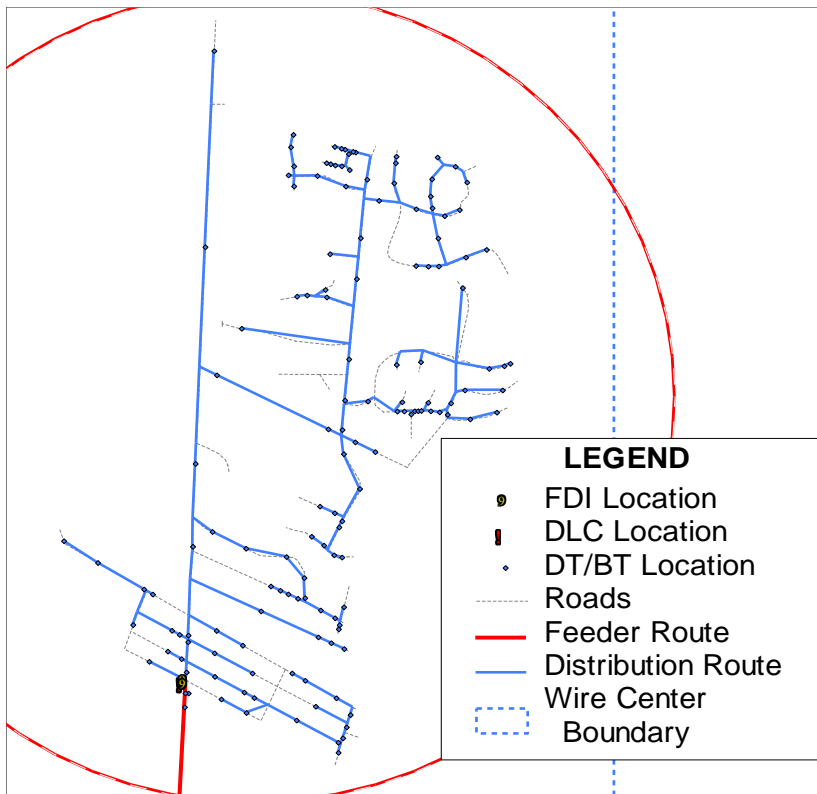 LEGEND
FDI Location
DLC Location
DT/BT Location
Roads
Feeder Route
Distribution Route
Wire Center
Boundary